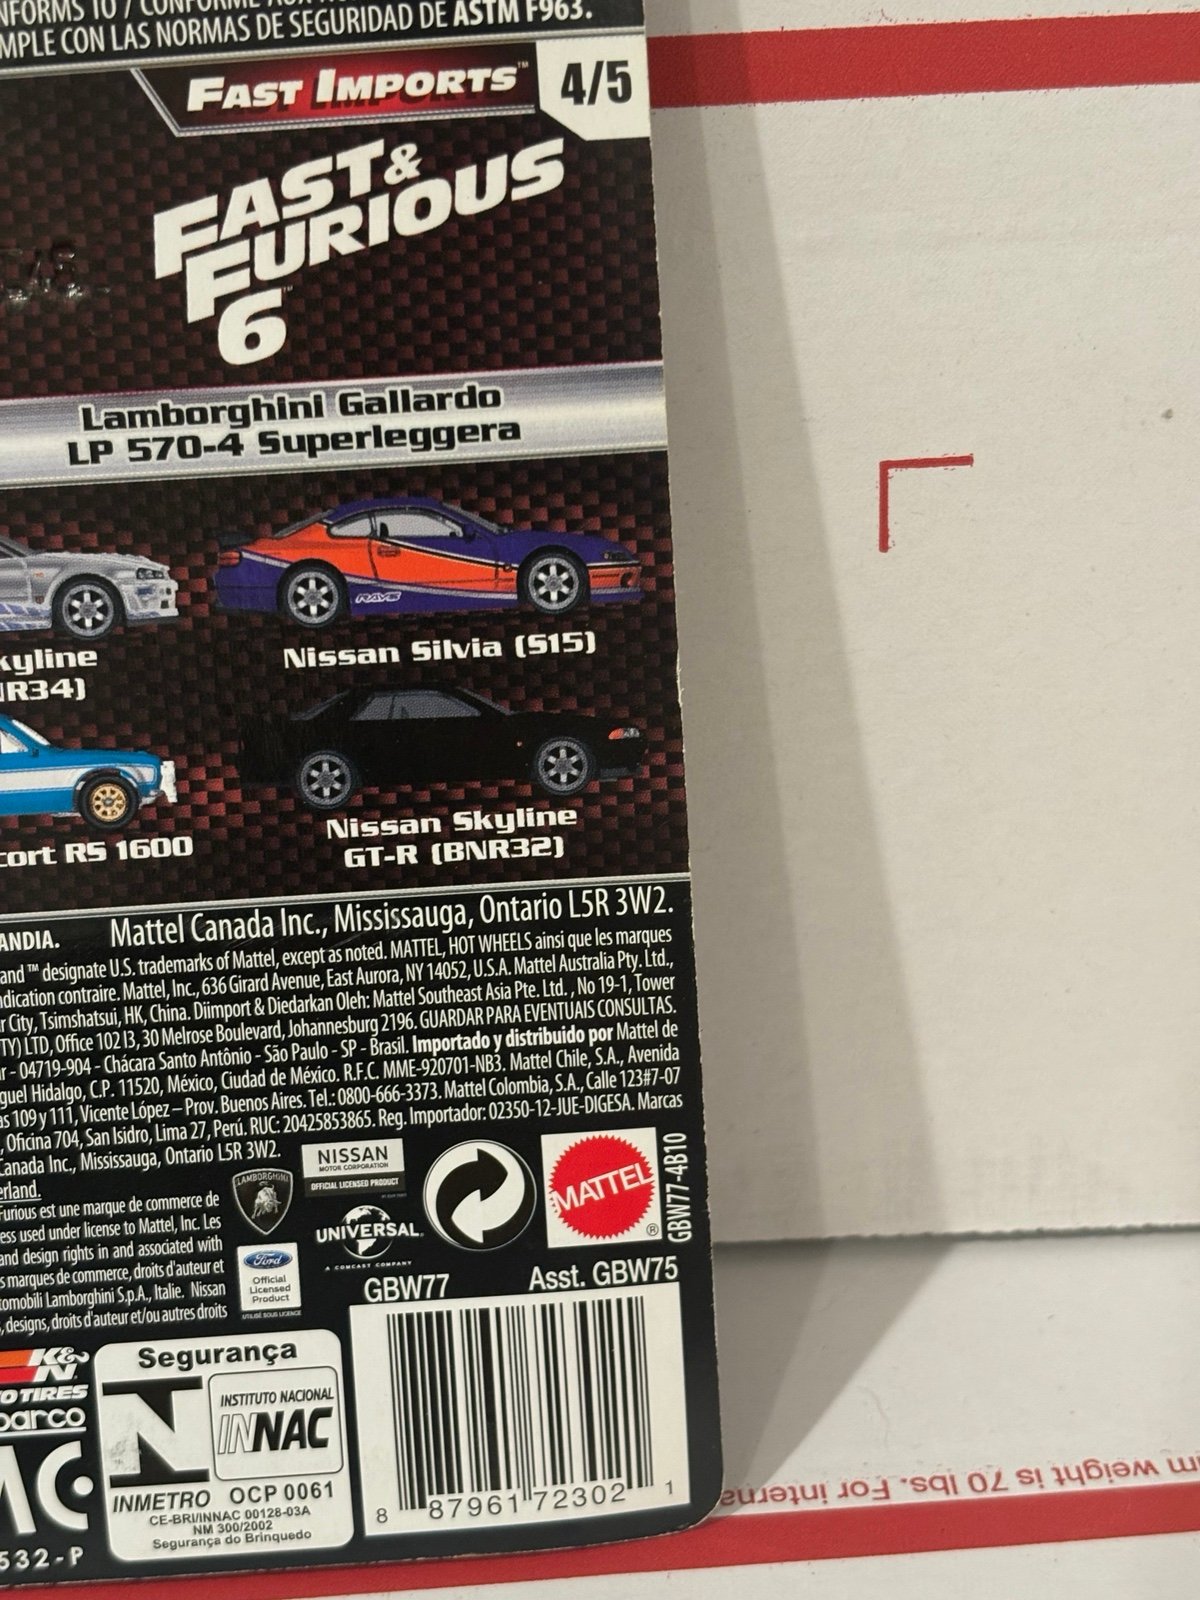 NFORMS TO / CONFORME AUX
MPLE CON LAS NORMAS DE SEGURIDAD DE ASTM F963.
FAST IMPORTS™ 4/5
FAST &
FURIOUS
6™
Lamborghini Gallardo
LP 570-4 Superleggera
RAYS
kyline
NR34)
Nissan Silvia (S15)
cort RS 1600
Nissan Skyline
GT-R (BNR32)
ANDIA. Mattel Canada Inc., Mississauga, Ontario L5R 3W2.
and ™ designate U.S. trademarks of Mattel, except as noted. MATTEL, HOT WHEELS ainsi que les marques
ndication contraire. Mattel, Inc., 636 Girard Avenue, East Aurora, NY 14052, U.S.A. Mattel Australia Pty. Ltd.,
r City, Tsimshatsui, HK, China. Diimport & Diedarkan Oleh: Mattel Southeast Asia Pte. Ltd., No 19-1, Tower
TY) LTD, Office 102 I3, 30 Melrose Boulevard, Johannesburg 2196. GUARDAR PARA EVENTUAIS CONSULTAS.
r - 04719-904 - Chácara Santo Antônio - São Paulo - SP - Brasil. Importado y distribuido por Mattel de
guel Hidalgo, C.P. 11520, México, Ciudad de México. R.F.C. MME-920701-NB3. Mattel Chile, S.A., Avenida
as 109 y 111, Vicente López – Prov. Buenos Aires. Tel.: 0800-666-3373. Mattel Colombia, S.A., Calle 123#7-07
, Oficina 704, San Isidro, Lima 27, Perú. RUC: 20425853865. Reg. Importador: 02350-12-JUE-DIGESA. Marcas
Canada Inc., Mississauga, Ontario L5R 3W2.
erland.
Furious est une marque de commerce de
ess used under license to Mattel, Inc. Les
and design rights in and associated with
s marques de commerce, droits d'auteur et
tomobili Lamborghini S.p.A., Italie. Nissan
, designs, droits d'auteur et/ou autres droits
LAMBORGHINI
NISSAN
MOTOR CORPORATION
OFFICIAL LICENSED PRODUCT
UNIVERSAL
A COMCAST COMPANY
Ford
Official
Licensed
Product
UTILISÉ SOUS LICENCE
MATTEL®
GBW77-4B10
GBW77 Asst. GBW75
8 87961 72302 1
K&N
O TIRES
parco
MC
532-P
Segurança
INSTITUTO NACIONAL
INNAC
INMETRO OCP 0061
CE-BRI/INNAC 00128-03A
NM 300/2002
Segurança do Brinquedo
m weight is 70 lbs. For interna